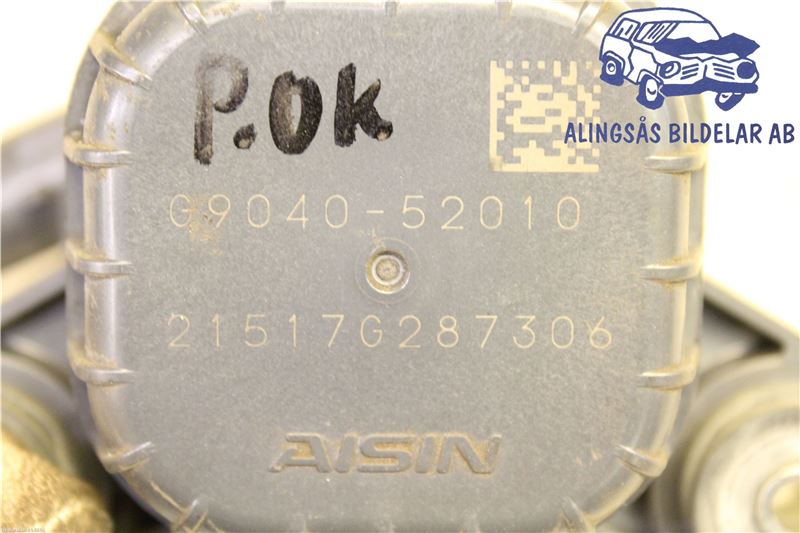 P.OK
ALINGSÅS BILDELAR AB
G9040-52010
21517G287306
AISIN